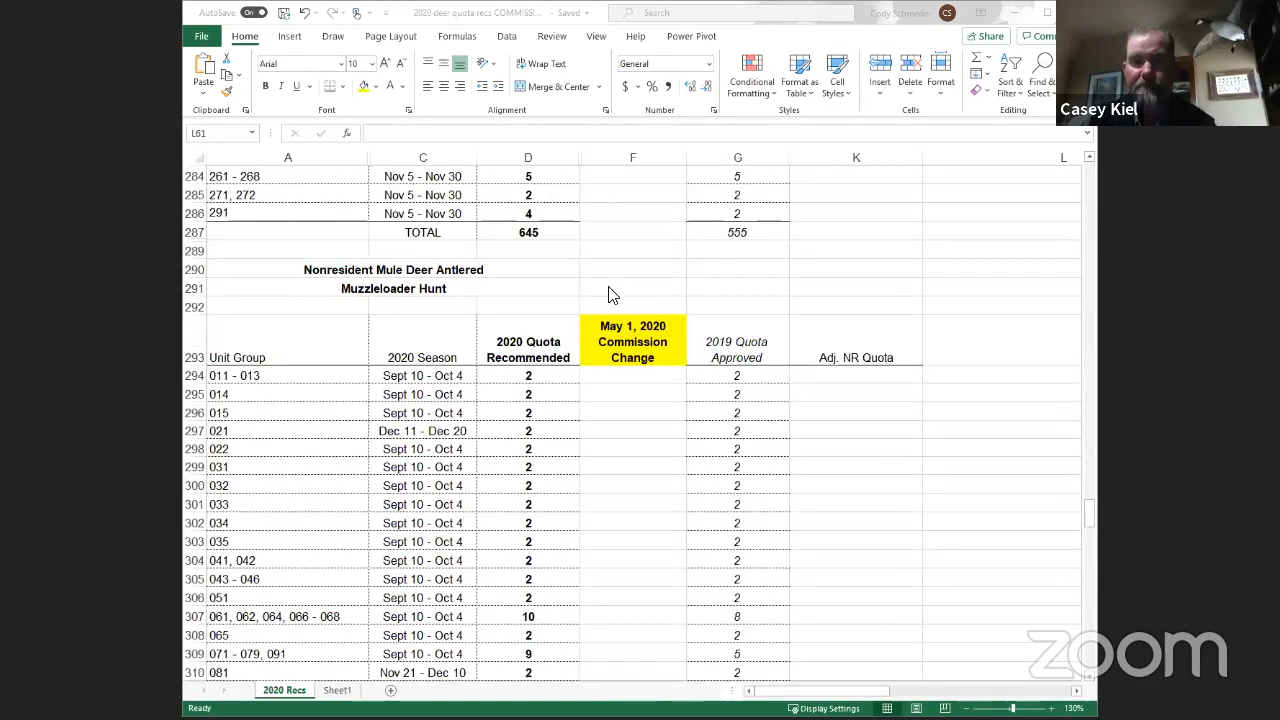 AutoSave On 2020 deer quota recs COMMISSI... - Saved Search Cody Schroeder CS
File Home Insert Draw Page Layout Formulas Data Review View Help Power Pivot Share Com
Paste Arial 10 Wrap Text General Conditional Formatting Format as Table Cell Styles Insert Delete Format Sort & Filter Find &
B I U Merge & Center $ % 9
Clipboard Font Alignment Number Styles Cells Editing
Casey Kiel
L61 fx
A C D F G K L
284 261 - 268 Nov 5 - Nov 30 5 5
285 271, 272 Nov 5 - Nov 30 2 2
286 291 Nov 5 - Nov 30 4 2
287 TOTAL 645 555
289
290 Nonresident Mule Deer Antlered
291 Muzzleloader Hunt
292
293 Unit Group 2020 Season 2020 Quota Recommended May 1, 2020 Commission Change 2019 Quota Approved Adj. NR Quota
294 011 - 013 Sept 10 - Oct 4 2 2
295 014 Sept 10 - Oct 4 2 2
296 015 Sept 10 - Oct 4 2 2
297 021 Dec 11 - Dec 20 2 2
298 022 Sept 10 - Oct 4 2 2
299 031 Sept 10 - Oct 4 2 2
300 032 Sept 10 - Oct 4 2 2
301 033 Sept 10 - Oct 4 2 2
302 034 Sept 10 - Oct 4 2 2
303 035 Sept 10 - Oct 4 2 2
304 041, 042 Sept 10 - Oct 4 2 2
305 043 - 046 Sept 10 - Oct 4 2 2
306 051 Sept 10 - Oct 4 2 2
307 061, 062, 064, 066 - 068 Sept 10 - Oct 4 10 8
308 065 Sept 10 - Oct 4 2 2
309 071 - 079, 091 Sept 10 - Oct 4 9 5
310 081 Nov 21 - Dec 10 2 2
zoom
2020 Recs Sheet1
Ready Display Settings 130%